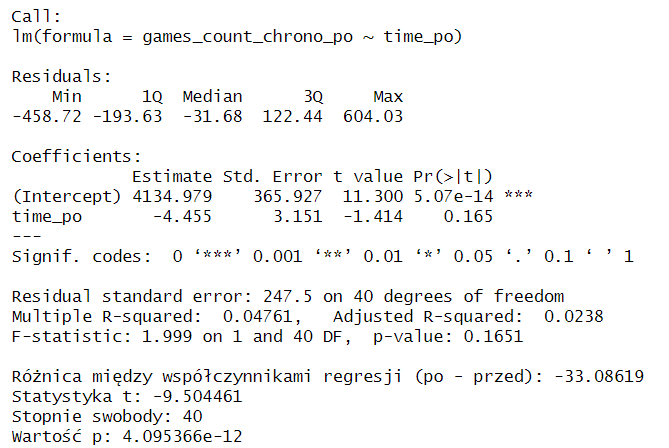 Call:
lm(formula = games_count_chrono_po ~ time_po)
Residuals:
Min 1Q Median 3Q Max
-458.72 -193.63 -31.68 122.44 604.03
Coefficients:
Estimate Std. Error t value Pr(>|t|)
(Intercept) 4134.979 365.927 11.300 5.07e-14 ***
time_po -4.455 3.151 -1.414 0.165
---
Signif. codes: 0 ‘***’ 0.001 ‘**’ 0.01 ‘*’ 0.05 ‘.’ 0.1 ‘ ’ 1
Residual standard error: 247.5 on 40 degrees of freedom
Multiple R-squared: 0.04761, Adjusted R-squared: 0.0238
F-statistic: 1.999 on 1 and 40 DF, p-value: 0.1651
Różnica między współczynnikami regresji (po - przed): -33.08619
Statystyka t: -9.504461
Stopnie swobody: 40
Wartość p: 4.095366e-12